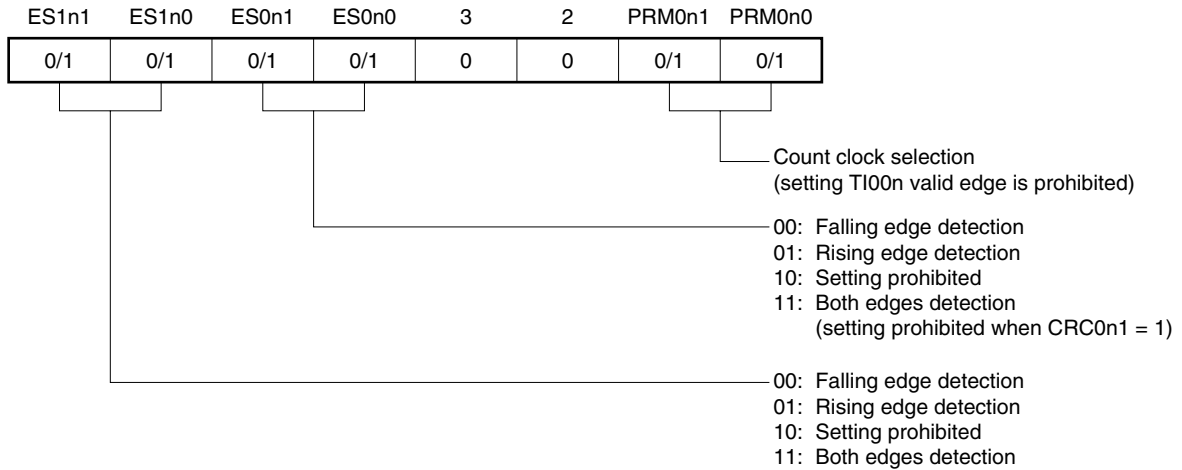 ES1n1 ES1n0 ES0n1 ES0n0 3 2 PRM0n1 PRM0n0
0/1 0/1 0/1 0/1 0 0 0/1 0/1
Count clock selection
(setting TI00n valid edge is prohibited)
00: Falling edge detection
01: Rising edge detection
10: Setting prohibited
11: Both edges detection
(setting prohibited when CRC0n1 = 1)
00: Falling edge detection
01: Rising edge detection
10: Setting prohibited
11: Both edges detection